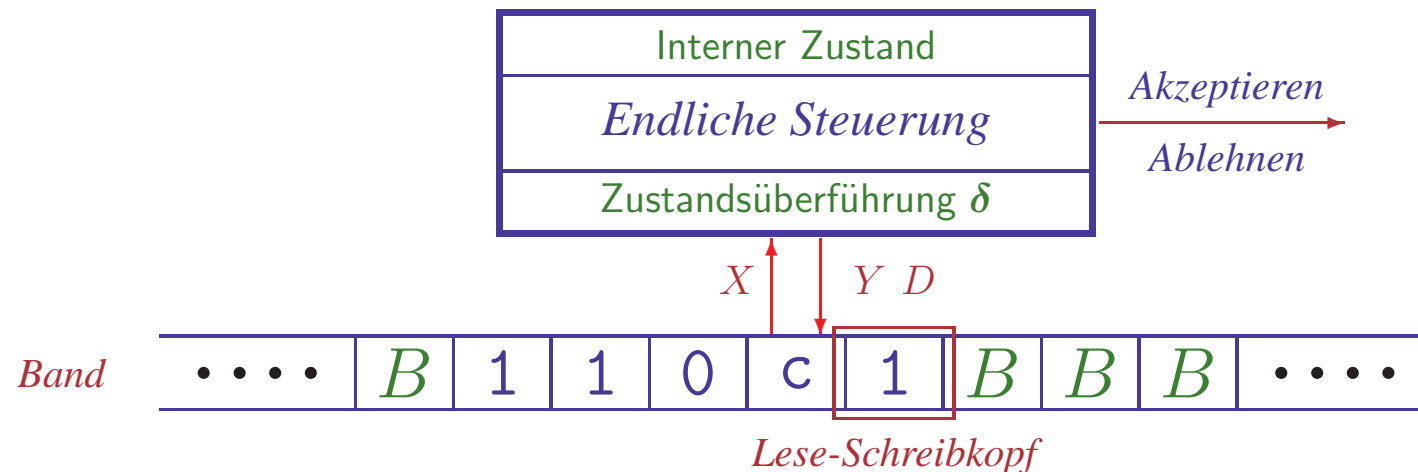 Interner Zustand
Endliche Steuerung
Zustandsüberführung δ
Akzeptieren
Ablehnen
X Y D
Band • • • • B 1 1 0 c 1 B B B • • • •
Lese-Schreibkopf